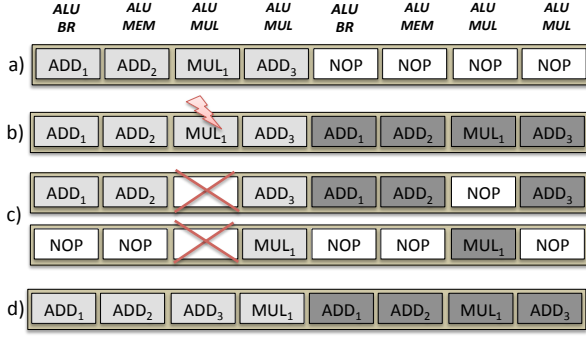 ALU ALU ALU ALU ALU ALU ALU ALU
BR MEM MUL MUL BR MEM MUL MUL
a) ADD₁ ADD₂ MUL₁ ADD₃ NOP NOP NOP NOP
b) ADD₁ ADD₂ MUL₁ ADD₃ ADD₁ ADD₂ MUL₁ ADD₃
c)
ADD₁ ADD₂ ADD₃ ADD₁ ADD₂ NOP ADD₃
NOP NOP MUL₁ NOP NOP MUL₁ NOP
d) ADD₁ ADD₂ ADD₃ MUL₁ ADD₁ ADD₂ MUL₁ ADD₃